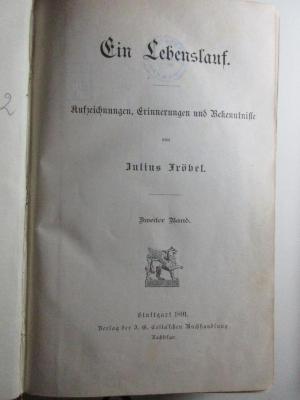 2
Ein Lebenslauf.
Aufzeichnungen, Erinnerungen und Bekenntnisse
von
Julius Fröbel.
Zweiter Band.
Stuttgart 1891.
Verlag der J. G. Cotta'schen Buchhandlung
Nachfolger.